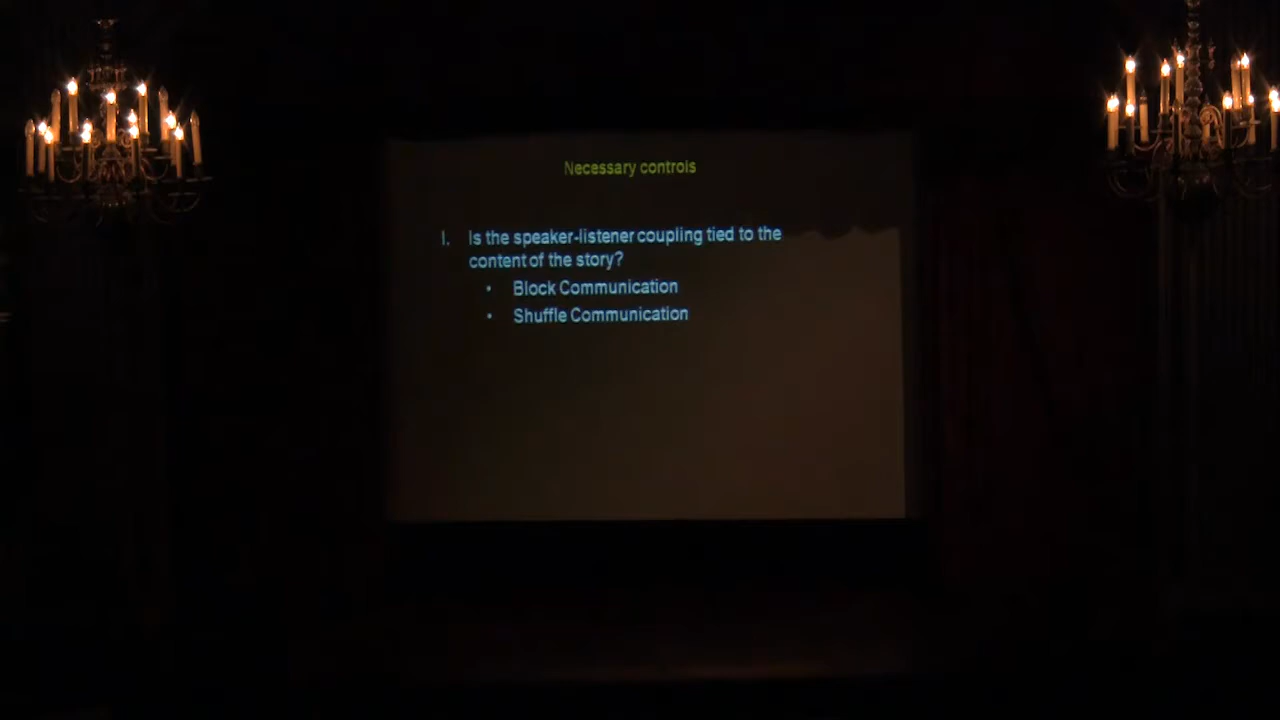 Necessary controls
I. Is the speaker-listener coupling tied to the
content of the story?
• Block Communication
• Shuffle Communication